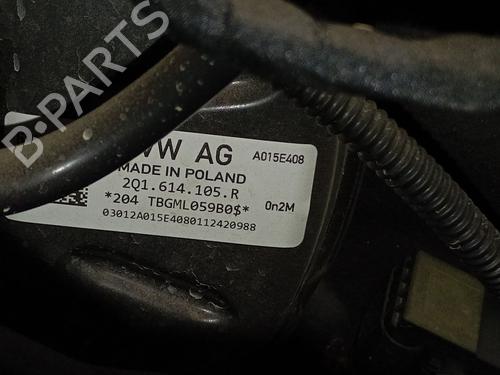 B-PARTS
VW AG A015E408
MADE IN POLAND
2Q1.614.105.R
*204 TBGML059B0$* 0n2M
03012A015E4080112420988